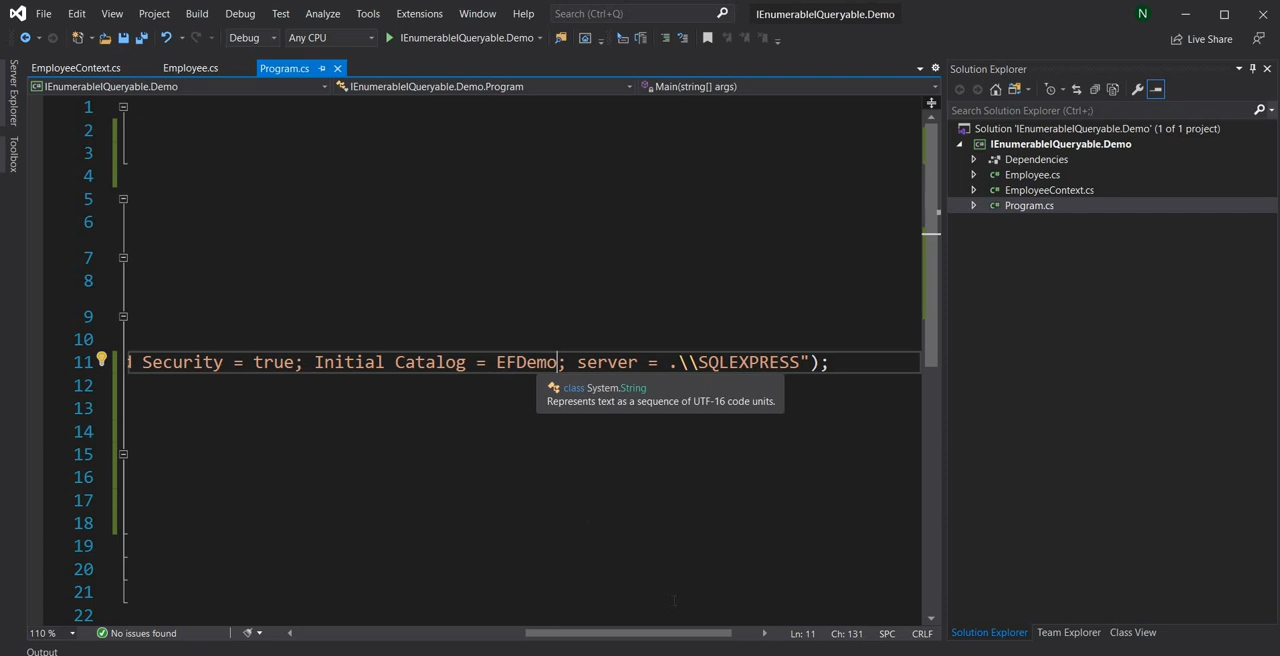 File Edit View Project Build Debug Test Analyze Tools Extensions Window Help Search (Ctrl+Q) IEnumerableIQueryable.Demo N
Debug Any CPU IEnumerableIQueryable.Demo Live Share
Server Explorer
Toolbox
EmployeeContext.cs Employee.cs Program.cs
IEnumerableIQueryable.Demo IEnumerableIQueryable.Demo.Program Main(string[] args)
1
2
3
4
5
6
7
8
9
10
11 d Security = true; Initial Catalog = EFDemo; server = .\\SQLEXPRESS");
12
13
14
15
16
17
18
19
20
21
22
class System.String
Represents text as a sequence of UTF-16 code units.
110 % No issues found Ln: 11 Ch: 131 SPC CRLF
Output
Solution Explorer
Search Solution Explorer (Ctrl+;)
Solution 'IEnumerableIQueryable.Demo' (1 of 1 project)
IEnumerableIQueryable.Demo
Dependencies
Employee.cs
EmployeeContext.cs
Program.cs
Solution Explorer Team Explorer Class View